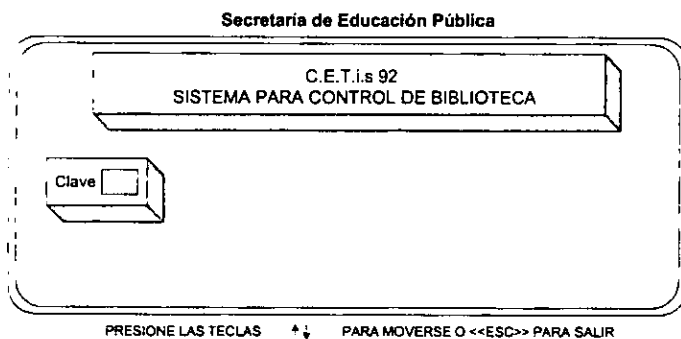 Secretaría de Educación Pública
C.E.T.i.s 92
SISTEMA PARA CONTROL DE BIBLIOTECA
Clave
PRESIONE LAS TECLAS ↑↓ PARA MOVERSE O <<ESC>> PARA SALIR